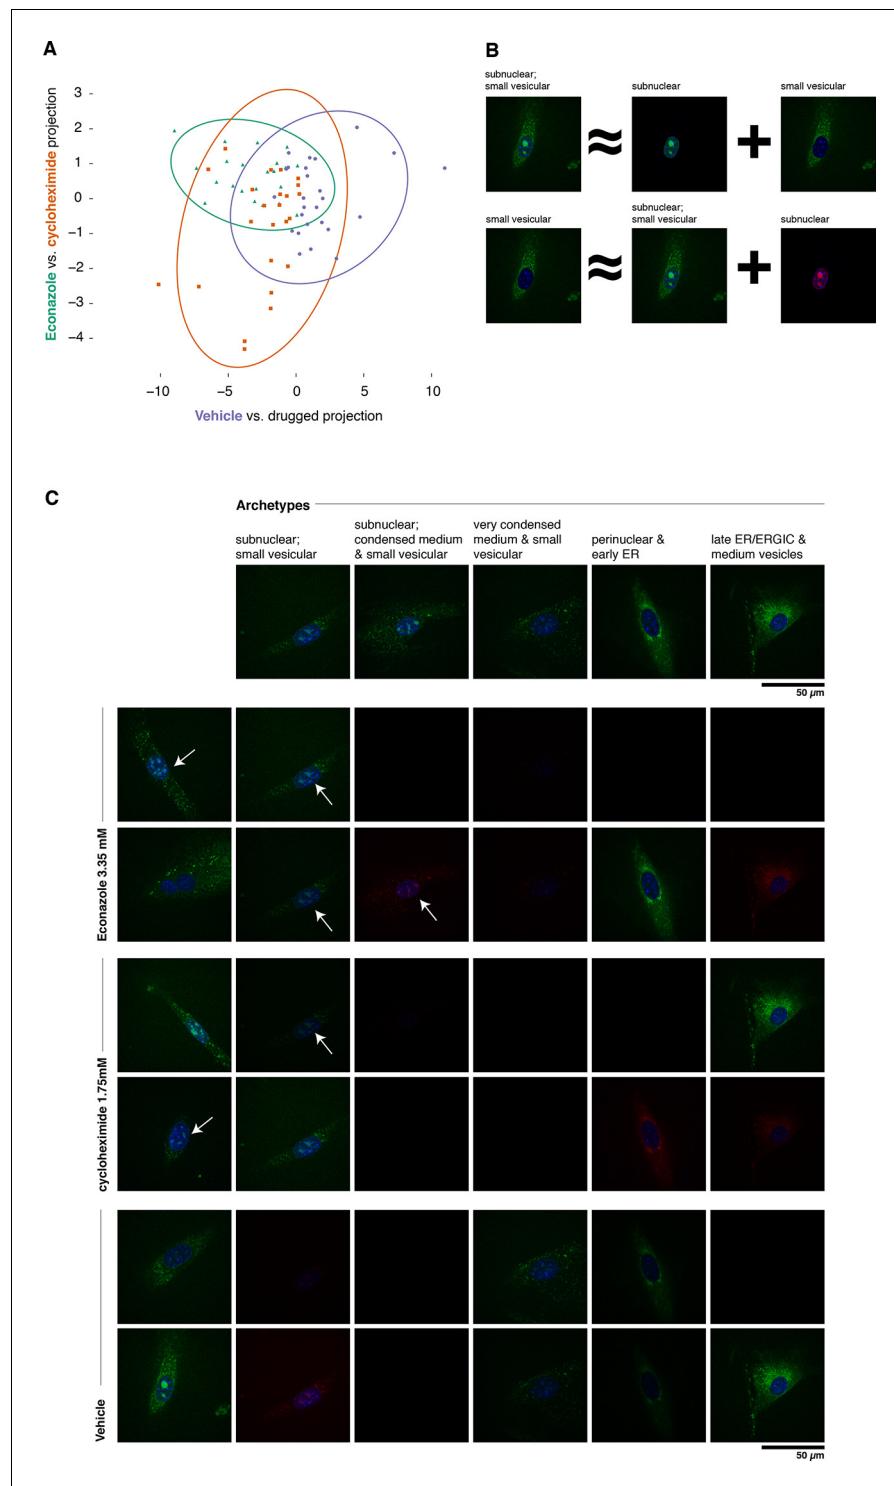 A
3
2
1
0
−1
−2
−3
−4
Econazole vs. cycloheximide projection
−10
−5
0
5
10
Vehicle vs. drugged projection
B
subnuclear;
small vesicular
subnuclear
small vesicular
≈
+
small vesicular
subnuclear;
small vesicular
subnuclear
≈
+
C
Archetypes
subnuclear;
small vesicular
subnuclear;
condensed medium
& small vesicular
very condensed
medium & small
vesicular
perinuclear &
early ER
late ER/ERGIC &
medium vesicles
50 µm
Econazole 3.35 mM
cycloheximide 1.75mM
Vehicle
50 µm